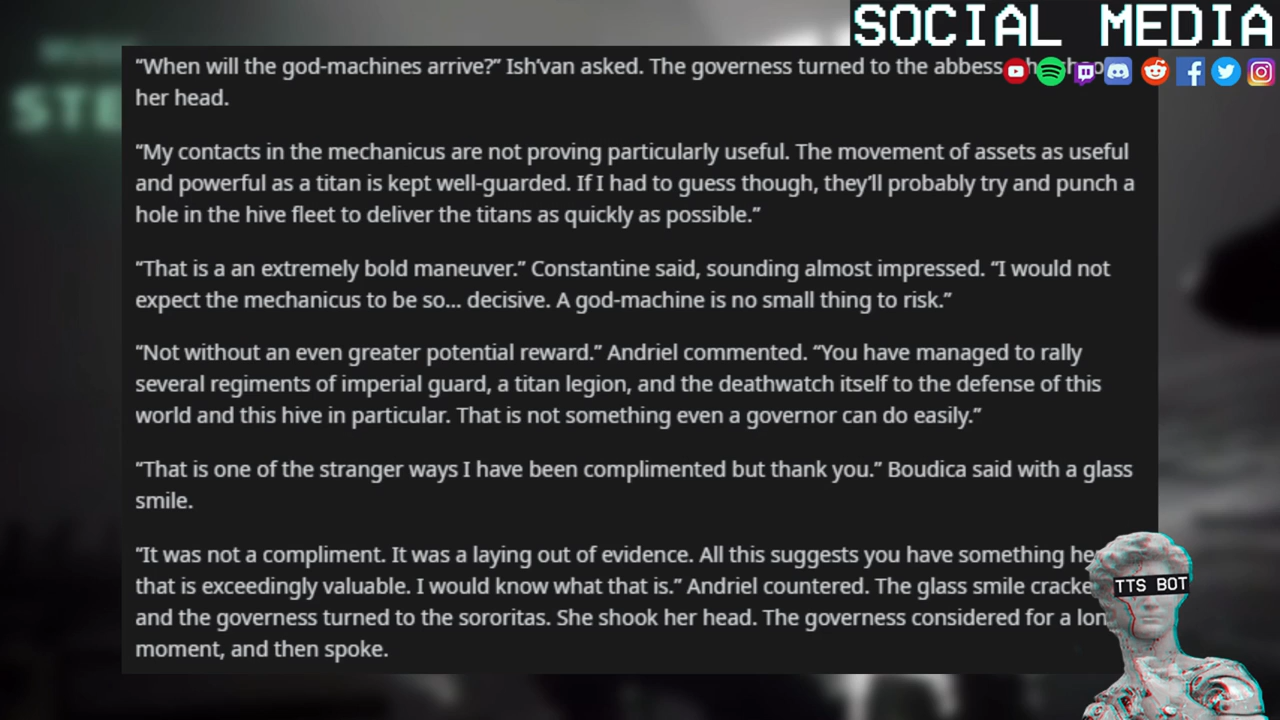 SOCIAL MEDIA
STE
“When will the god-machines arrive?” Ish’van asked. The governess turned to the abbess
her head.
“My contacts in the mechanicus are not proving particularly useful. The movement of assets as useful
and powerful as a titan is kept well-guarded. If I had to guess though, they’ll probably try and punch a
hole in the hive fleet to deliver the titans as quickly as possible.”
“That is a an extremely bold maneuver.” Constantine said, sounding almost impressed. “I would not
expect the mechanicus to be so... decisive. A god-machine is no small thing to risk.”
“Not without an even greater potential reward.” Andriel commented. “You have managed to rally
several regiments of imperial guard, a titan legion, and the deathwatch itself to the defense of this
world and this hive in particular. That is not something even a governor can do easily.”
“That is one of the stranger ways I have been complimented but thank you.” Boudica said with a glass
smile.
“It was not a compliment. It was a laying out of evidence. All this suggests you have something
that is exceedingly valuable. I would know what that is.” Andriel countered. The glass smile
and the governess turned to the sororitas. She shook her head. The governess considered for a
moment, and then spoke.
TTS BOT